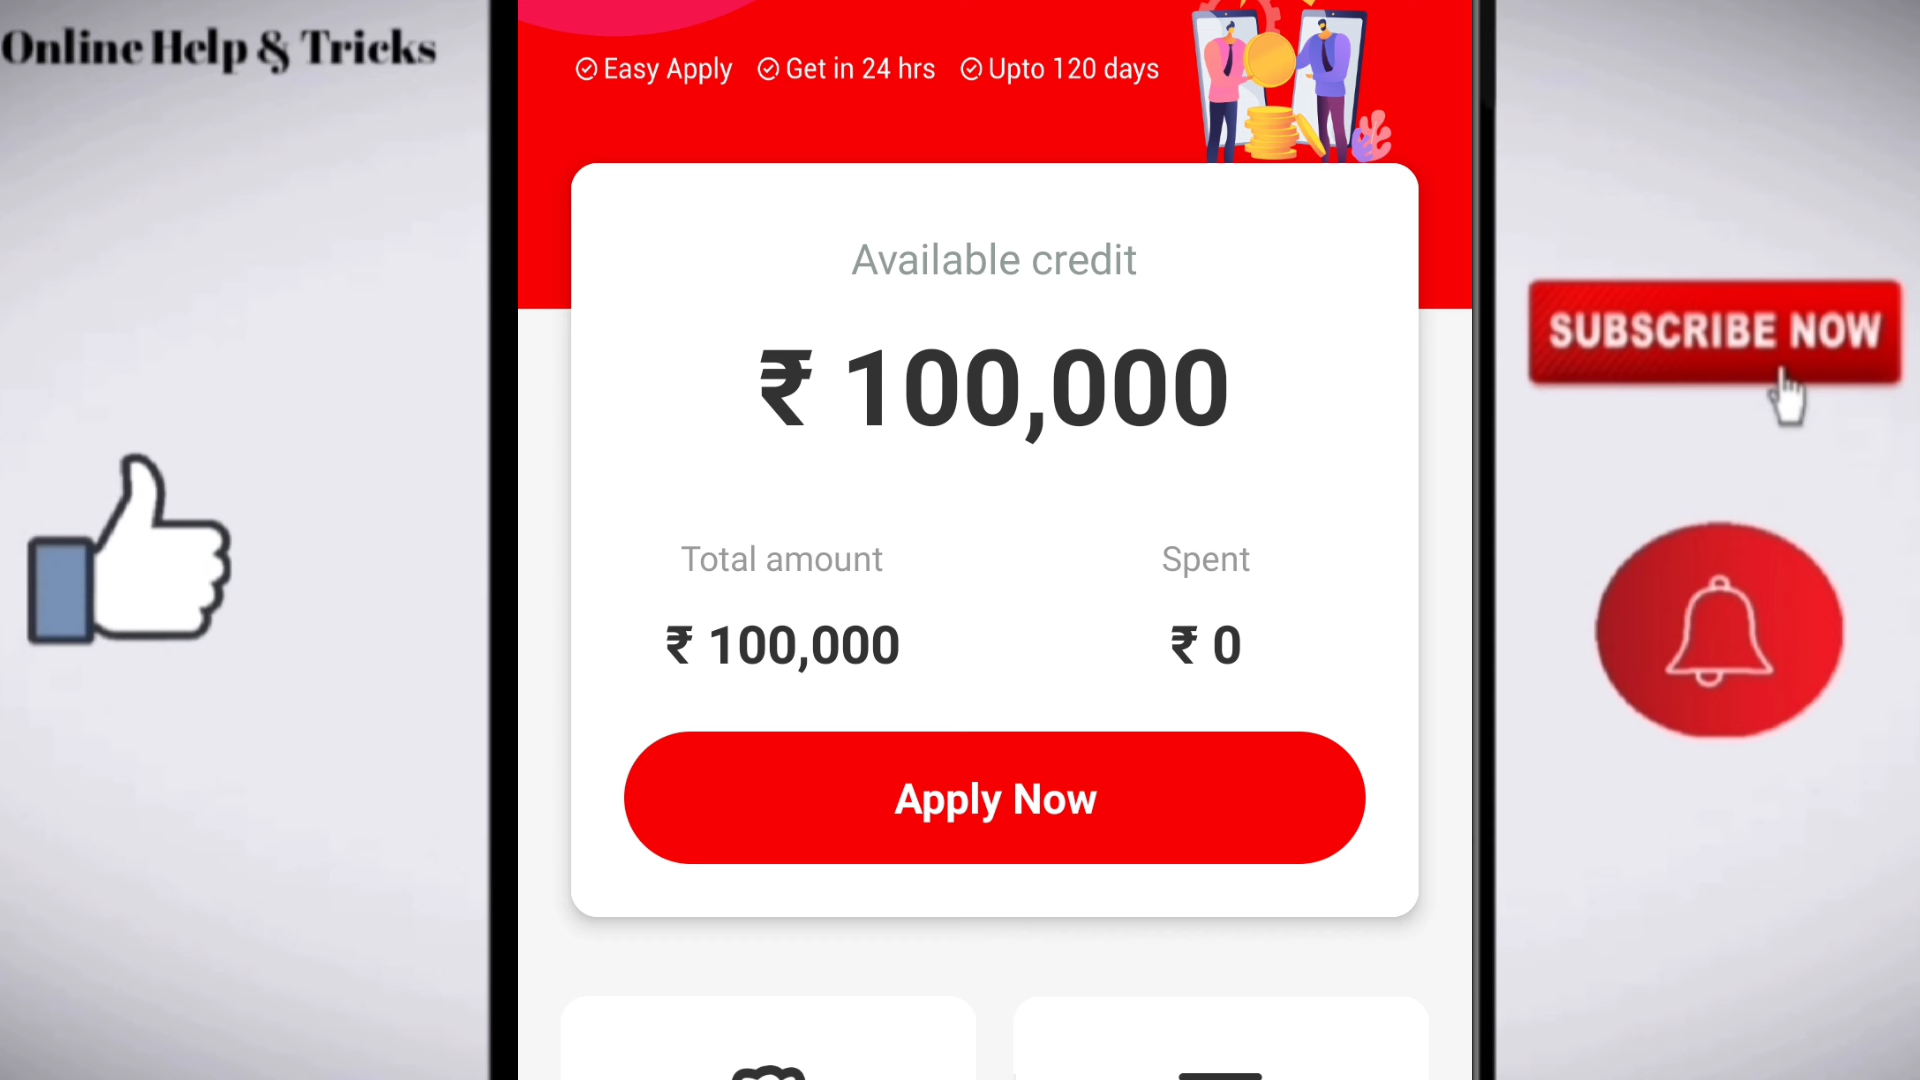 Online Help & Tricks
Easy Apply Get in 24 hrs Upto 120 days
Available credit
₹ 100,000
Total amount Spent
₹ 100,000 ₹ 0
Apply Now
SUBSCRIBE NOW